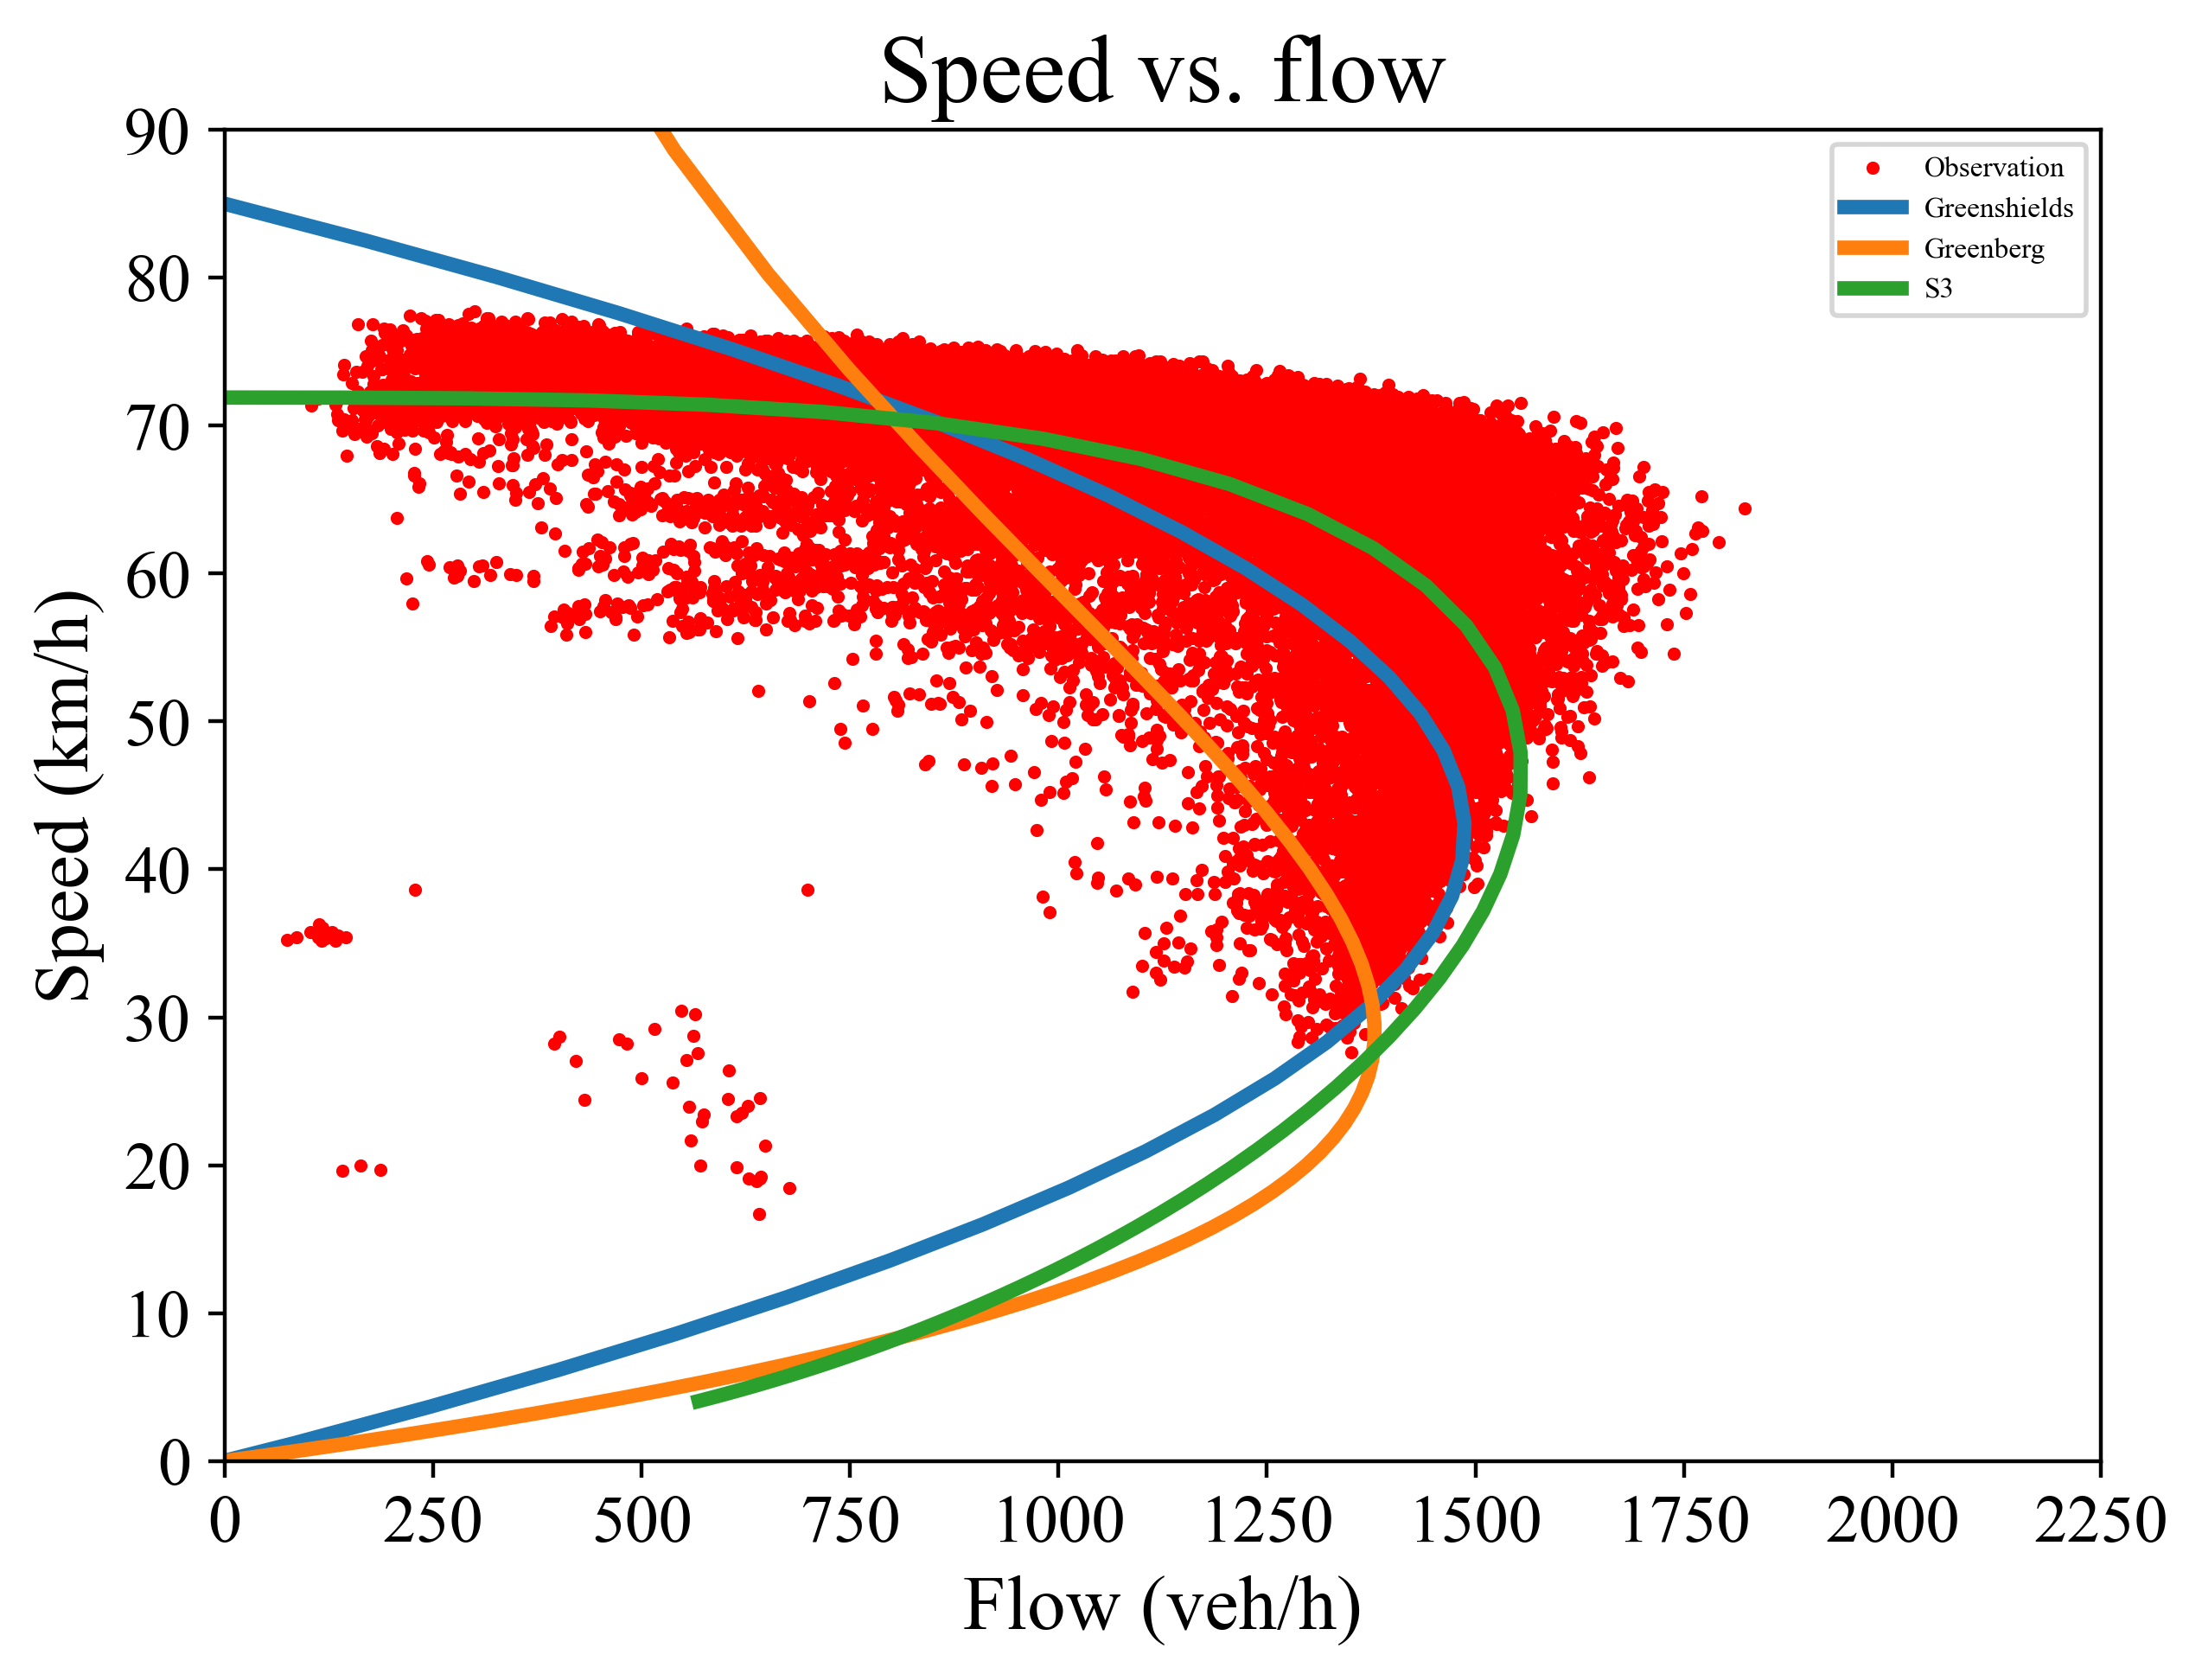 Speed vs. flow
Observation
Greenshields
Greenberg
S3
Speed (km/h)
90
80
70
60
50
40
30
20
10
0
0 250 500 750 1000 1250 1500 1750 2000 2250
Flow (veh/h)